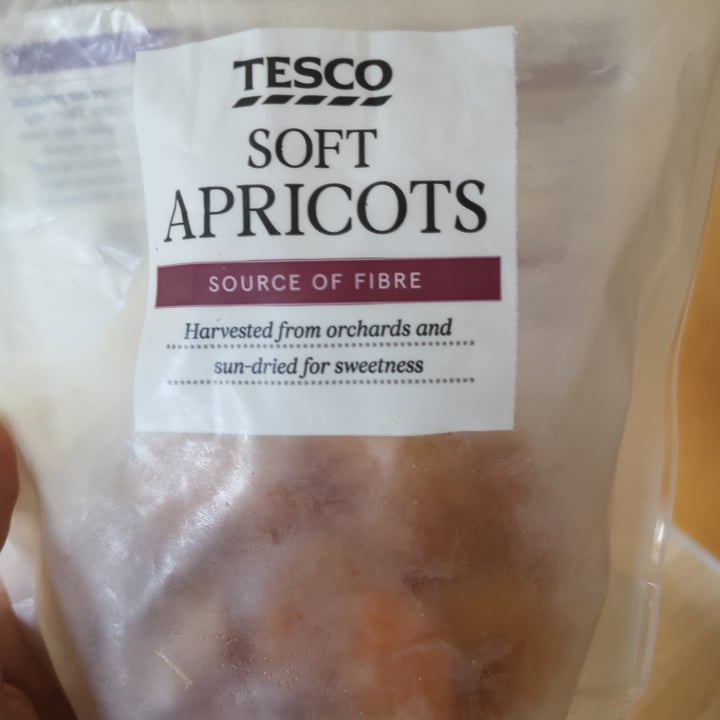 TESCO
SOFT
APRICOTS
SOURCE OF FIBRE
Harvested from orchards and
sun-dried for sweetness